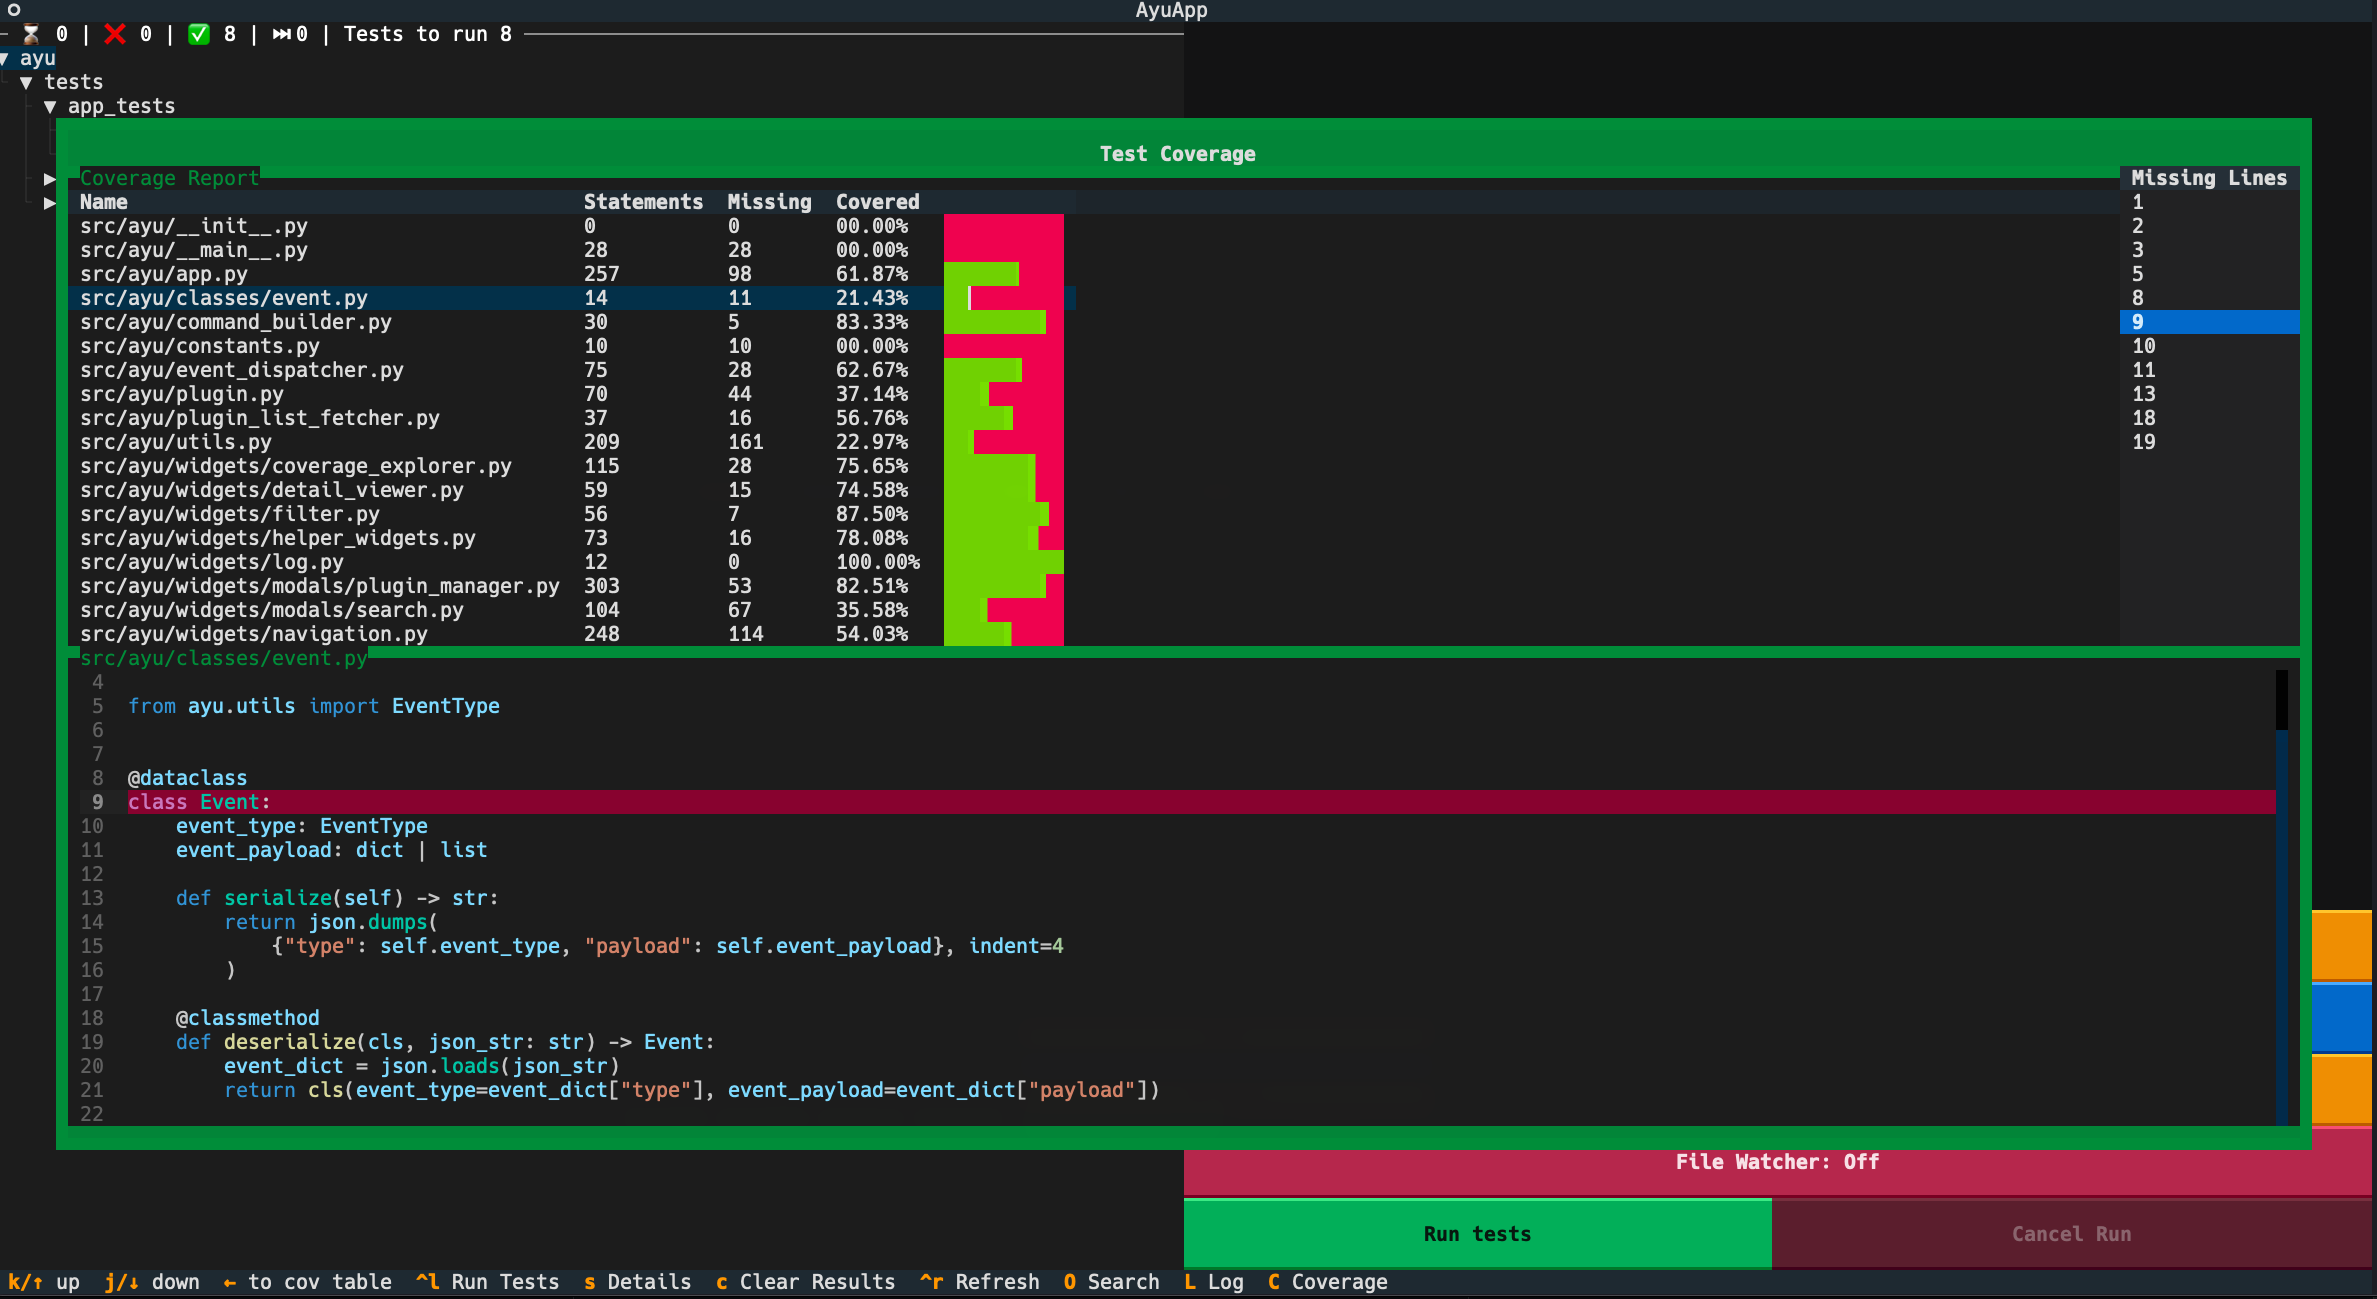 AyuApp
0 | ❌ 0 | ✅ 8 | ⏭0 | Tests to run 8
▼ ayu
▼ tests
▼ app_tests
Test Coverage
Coverage Report
Name Statements Missing Covered
src/ayu/__init__.py 0 0 00.00%
src/ayu/__main__.py 28 28 00.00%
src/ayu/app.py 257 98 61.87%
src/ayu/classes/event.py 14 11 21.43%
src/ayu/command_builder.py 30 5 83.33%
src/ayu/constants.py 10 10 00.00%
src/ayu/event_dispatcher.py 75 28 62.67%
src/ayu/plugin.py 70 44 37.14%
src/ayu/plugin_list_fetcher.py 37 16 56.76%
src/ayu/utils.py 209 161 22.97%
src/ayu/widgets/coverage_explorer.py 115 28 75.65%
src/ayu/widgets/detail_viewer.py 59 15 74.58%
src/ayu/widgets/filter.py 56 7 87.50%
src/ayu/widgets/helper_widgets.py 73 16 78.08%
src/ayu/widgets/log.py 12 0 100.00%
src/ayu/widgets/modals/plugin_manager.py 303 53 82.51%
src/ayu/widgets/modals/search.py 104 67 35.58%
src/ayu/widgets/navigation.py 248 114 54.03%
Missing Lines
1
2
3
5
8
9
10
11
13
18
19
src/ayu/classes/event.py
4
5 from ayu.utils import EventType
6
7
8 @dataclass
9 class Event:
10     event_type: EventType
11     event_payload: dict | list
12
13     def serialize(self) -> str:
14         return json.dumps(
15             {"type": self.event_type, "payload": self.event_payload}, indent=4
16         )
17
18     @classmethod
19     def deserialize(cls, json_str: str) -> Event:
20         event_dict = json.loads(json_str)
21         return cls(event_type=event_dict["type"], event_payload=event_dict["payload"])
22
File Watcher: Off
Run tests Cancel Run
k/↑ up j/↓ down ← to cov table ^l Run Tests s Details c Clear Results ^r Refresh O Search L Log C Coverage